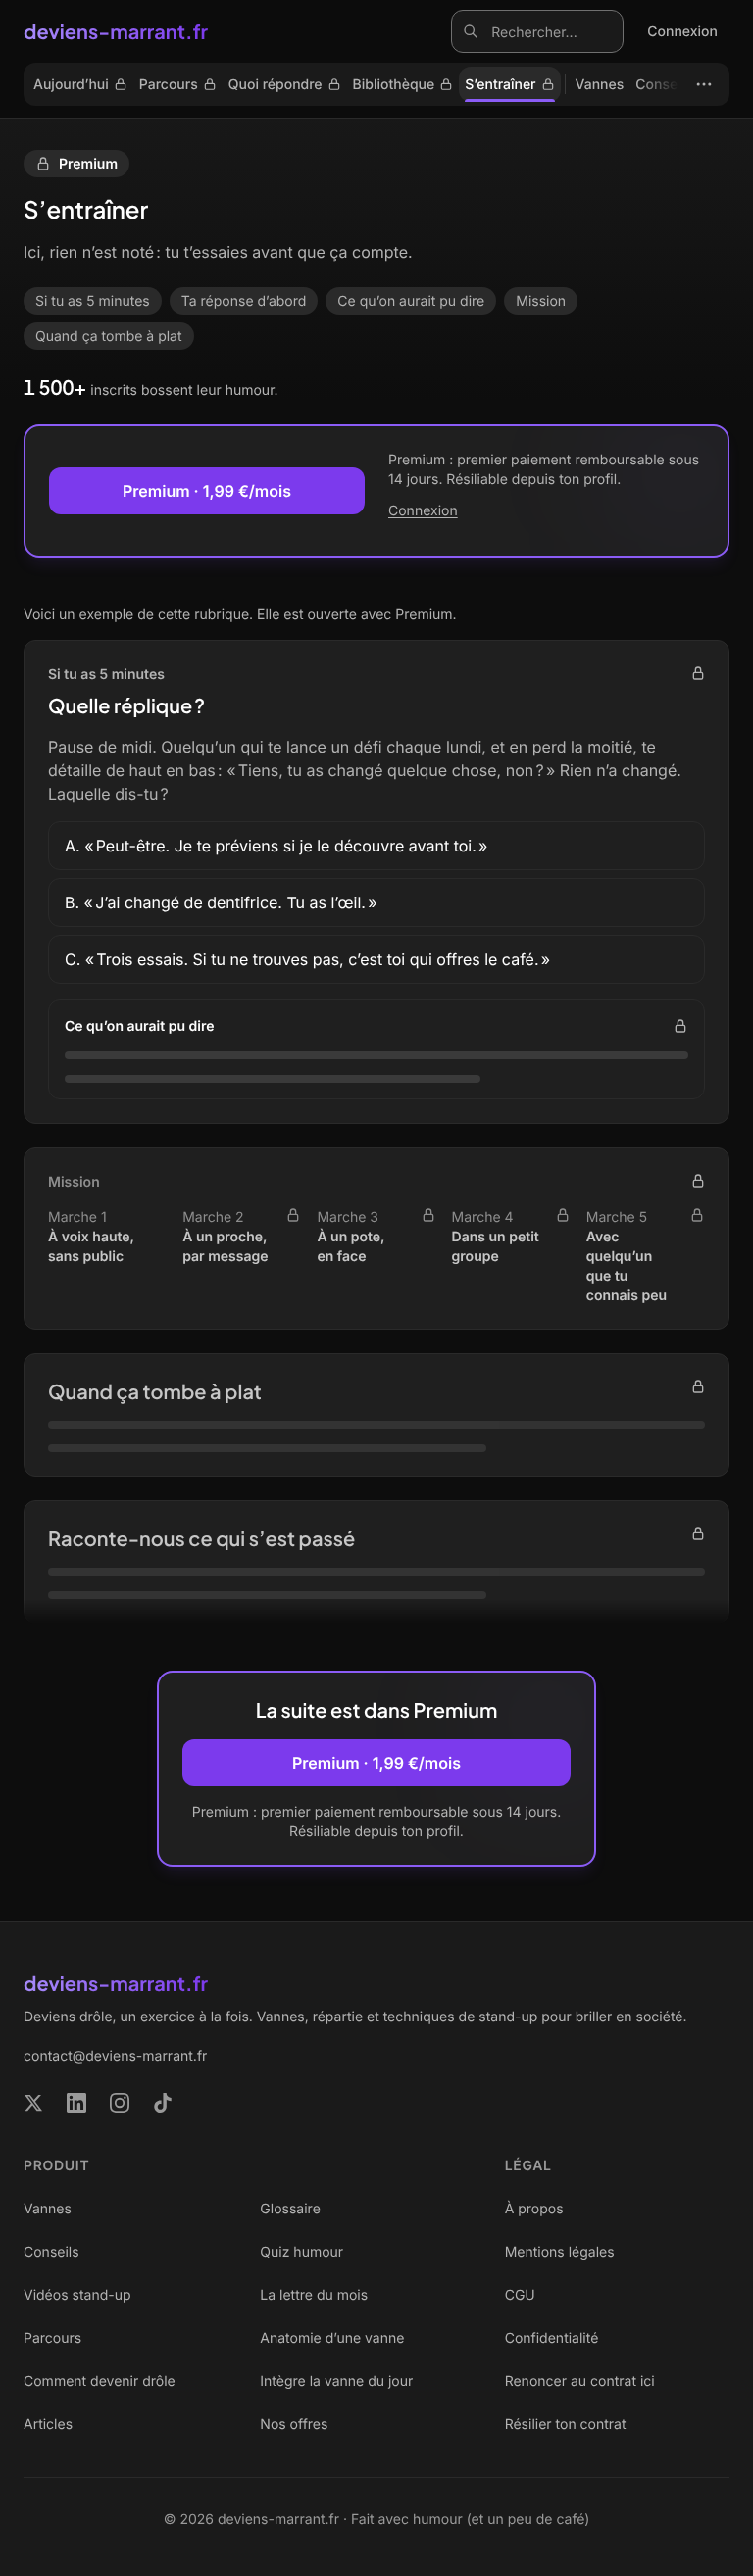 deviens-marrant.fr
Rechercher...
Connexion
Aujourd’hui
Parcours
Quoi répondre
Bibliothèque
S’entraîner
Vannes
Premium
S’entraîner
Ici, rien n’est noté : tu t’essaies avant que ça compte.
Si tu as 5 minutes
Ta réponse d’abord
Ce qu’on aurait pu dire
Mission
Quand ça tombe à plat
1 500+ inscrits bossent leur humour.
Premium · 1,99 €/mois
Premium : premier paiement remboursable sous
14 jours. Résiliable depuis ton profil.
Connexion
Voici un exemple de cette rubrique. Elle est ouverte avec Premium.
Si tu as 5 minutes
Quelle réplique ?
Pause de midi. Quelqu’un qui te lance un défi chaque lundi, et en perd la moitié, te
détaille de haut en bas : « Tiens, tu as changé quelque chose, non ? » Rien n’a changé.
Laquelle dis-tu ?
A. « Peut-être. Je te préviens si je le découvre avant toi. »
B. « J’ai changé de dentifrice. Tu as l’œil. »
C. « Trois essais. Si tu ne trouves pas, c’est toi qui offres le café. »
Ce qu’on aurait pu dire
Mission
Marche 1
À voix haute,
sans public
Marche 2
À un proche,
par message
Marche 3
À un pote,
en face
Marche 4
Dans un petit
groupe
Marche 5
Avec
quelqu’un
que tu
connais peu
Quand ça tombe à plat
Raconte-nous ce qui s’est passé
La suite est dans Premium
Premium · 1,99 €/mois
Premium : premier paiement remboursable sous 14 jours.
Résiliable depuis ton profil.
deviens-marrant.fr
Deviens drôle, un exercice à la fois. Vannes, répartie et techniques de stand-up pour briller en société.
contact@deviens-marrant.fr
PRODUIT
Vannes
Conseils
Vidéos stand-up
Parcours
Comment devenir drôle
Articles
Glossaire
Quiz humour
La lettre du mois
Anatomie d’une vanne
Intègre la vanne du jour
Nos offres
LÉGAL
À propos
Mentions légales
CGU
Confidentialité
Renoncer au contrat ici
Résilier ton contrat
© 2026 deviens-marrant.fr · Fait avec humour (et un peu de café)